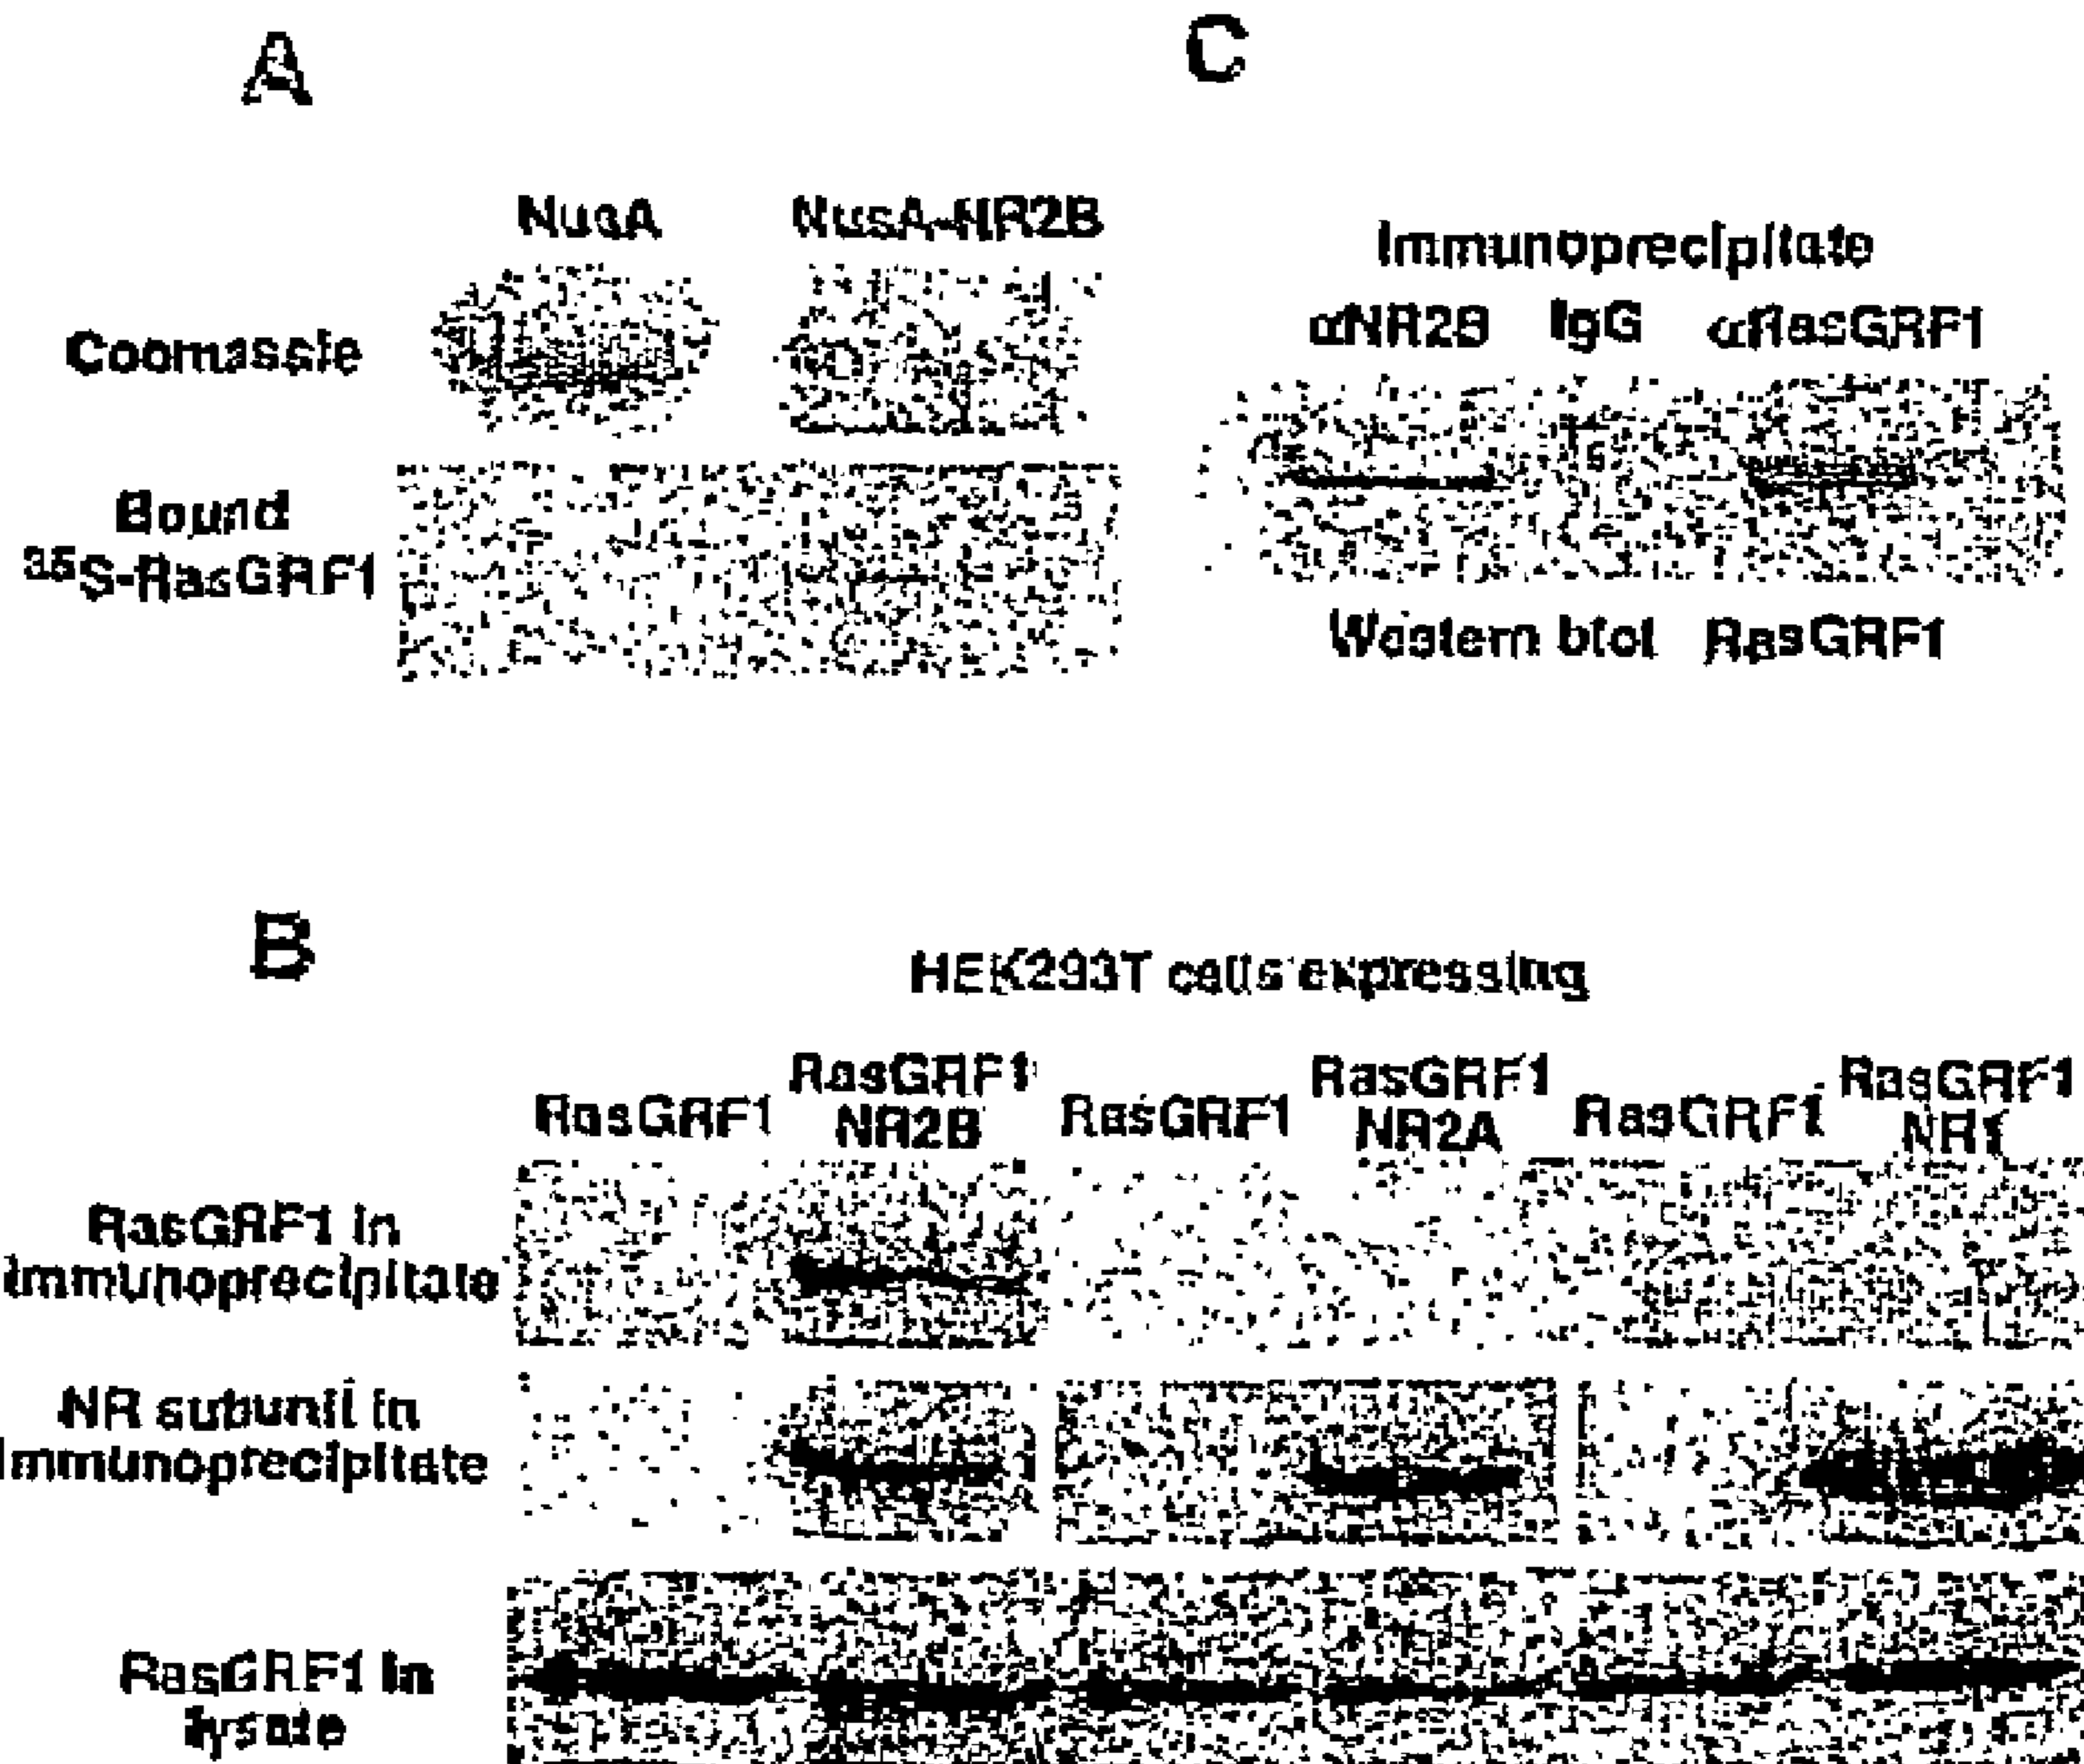 A
C
NusA NusA-NR2B
Coomassie
Bound
35S-RasGRF1
Immunoprecipitate
αNR2B IgG αRasGRF1
Western blot RasGRF1
B
HEK293T cells expressing
RasGRF1 RasGRF1 NR2B RasGRF1 RasGRF1 NR2A RasGRF1 RasGRF1 NR1
RasGRF1 in
immunoprecipitate
NR subunit in
immunoprecipitate
RasGRF1 in
lysate